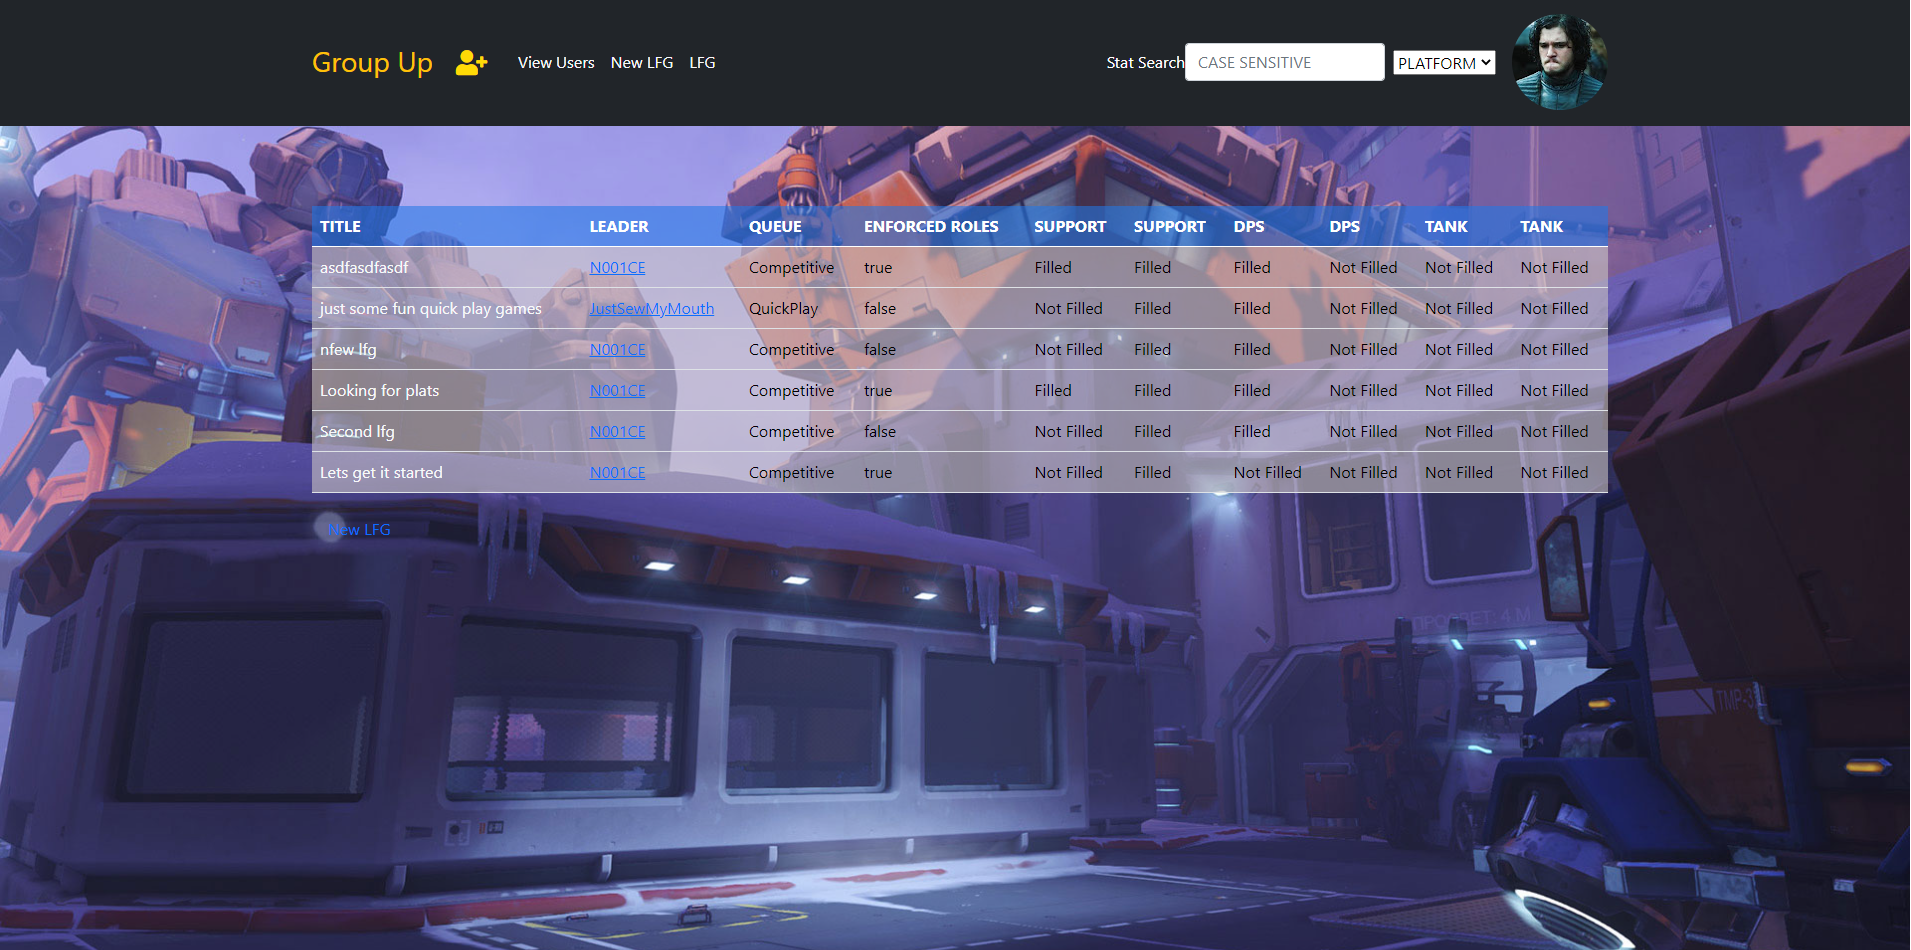 Group Up View Users New LFG LFG Stat Search CASE SENSITIVE PLATFORM
TITLE LEADER QUEUE ENFORCED ROLES SUPPORT SUPPORT DPS DPS TANK TANK
asdfasdfasdf N001CE Competitive true Filled Filled Filled Not Filled Not Filled Not Filled
just some fun quick play games JustSewMyMouth QuickPlay false Not Filled Filled Filled Not Filled Not Filled Not Filled
nfew lfg N001CE Competitive false Not Filled Filled Filled Not Filled Not Filled Not Filled
Looking for plats N001CE Competitive true Filled Filled Filled Not Filled Not Filled Not Filled
Second lfg N001CE Competitive false Not Filled Filled Filled Not Filled Not Filled Not Filled
Lets get it started N001CE Competitive true Not Filled Filled Not Filled Not Filled Not Filled Not Filled
New LFG